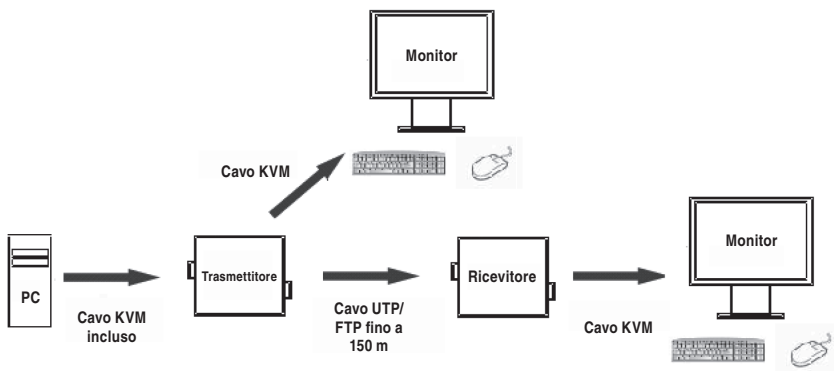 Monitor
Cavo KVM
Monitor
PC
Trasmettitore
Ricevitore
Cavo KVM
incluso
Cavo UTP/
FTP fino a
150 m
Cavo KVM